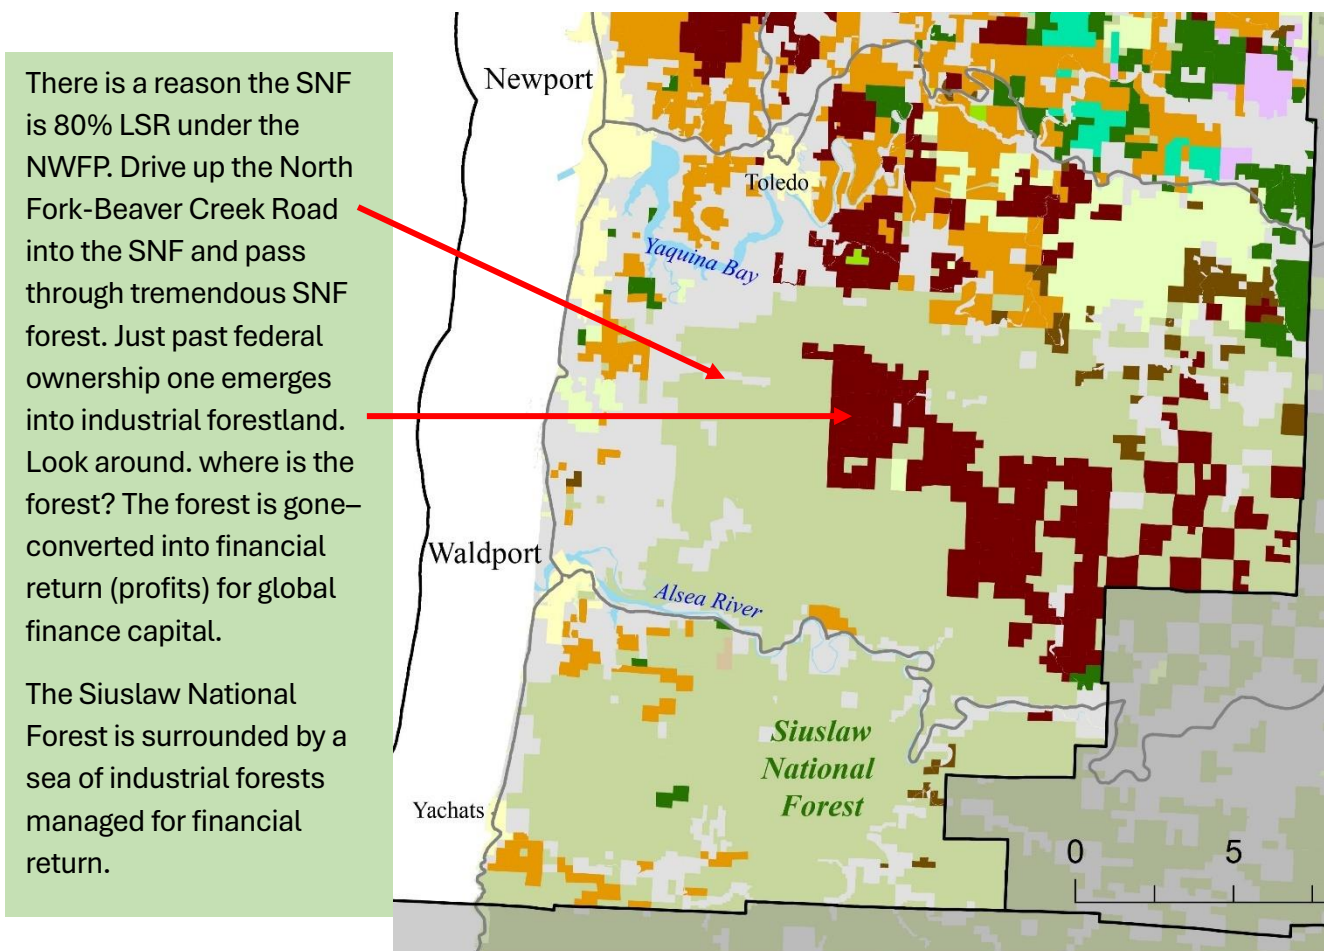 There is a reason the SNF
is 80% LSR under the
NWFP. Drive up the North
Fork-Beaver Creek Road
into the SNF and pass
through tremendous SNF
forest. Just past federal
ownership one emerges
into industrial forestland.
Look around. where is the
forest? The forest is gone–
converted into financial
return (profits) for global
finance capital.
The Siuslaw National
Forest is surrounded by a
sea of industrial forests
managed for financial
return.
Newport
Toledo
Yaquina Bay
Waldport
Alsea River
Siuslaw
National
Forest
Yachats
0 5